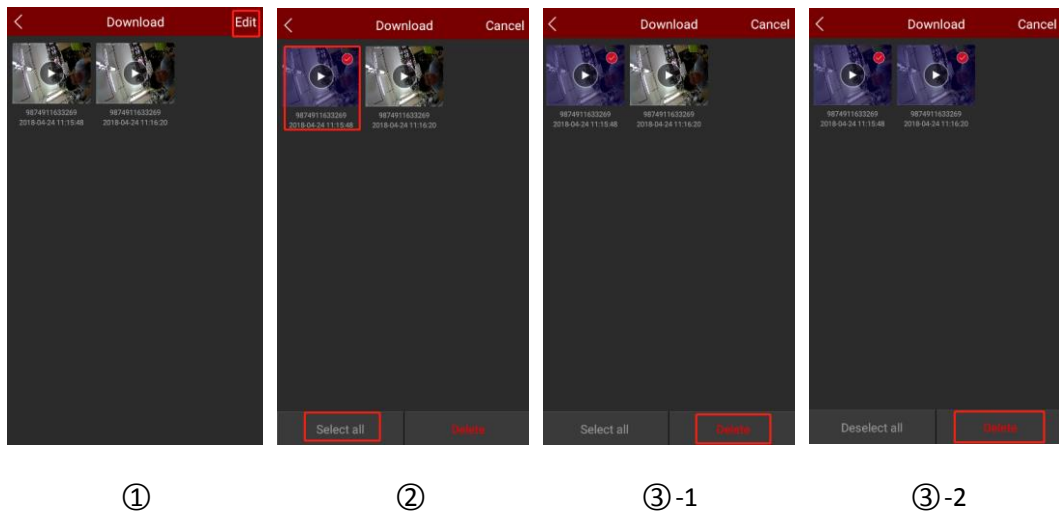 Download Edit
9874911633269 9874911633269
2018-04-24 11:15:48 2018-04-24 11:16:20
①
Download Cancel
9874911633269 9874911633269
2018-04-24 11:15:48 2018-04-24 11:16:20
Select all Delete
②
Download Cancel
9874911633269 9874911633269
2018-04-24 11:15:48 2018-04-24 11:16:20
Select all Delete
③-1
Download Cancel
9874911633269 9874911633269
2018-04-24 11:15:48 2018-04-24 11:16:20
Deselect all Delete
③-2